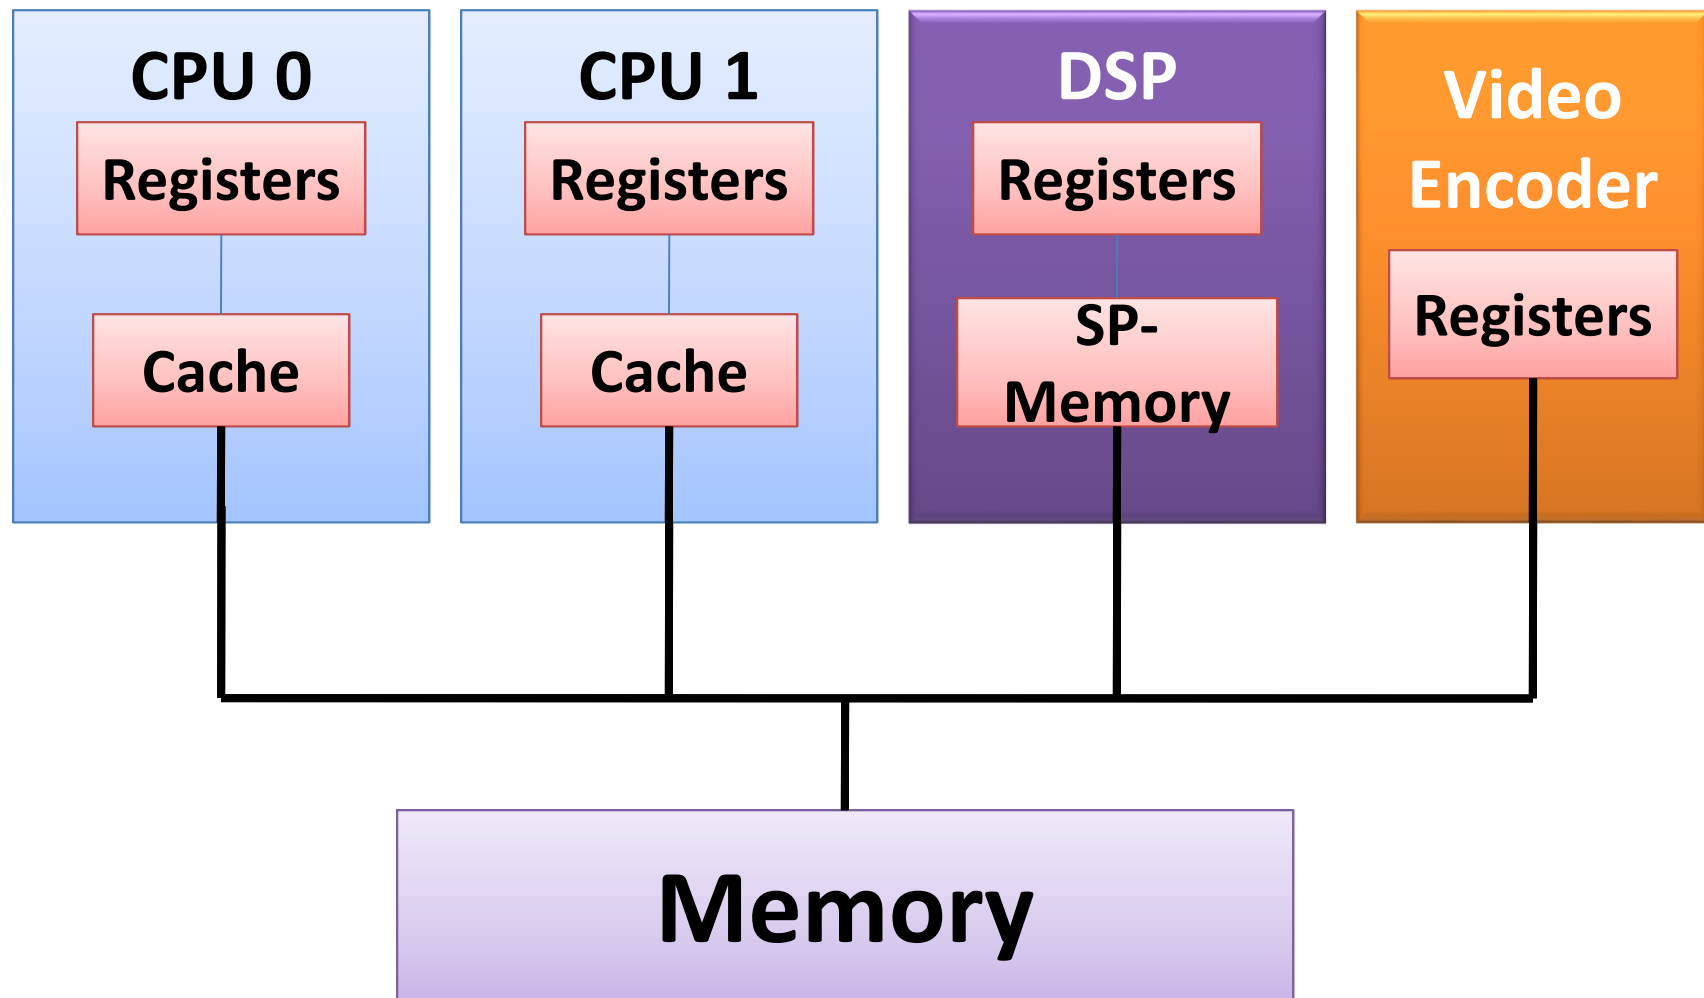 CPU 0
Registers
Cache
CPU 1
Registers
Cache
DSP
Registers
SP-
Memory
Video
Encoder
Registers
Memory